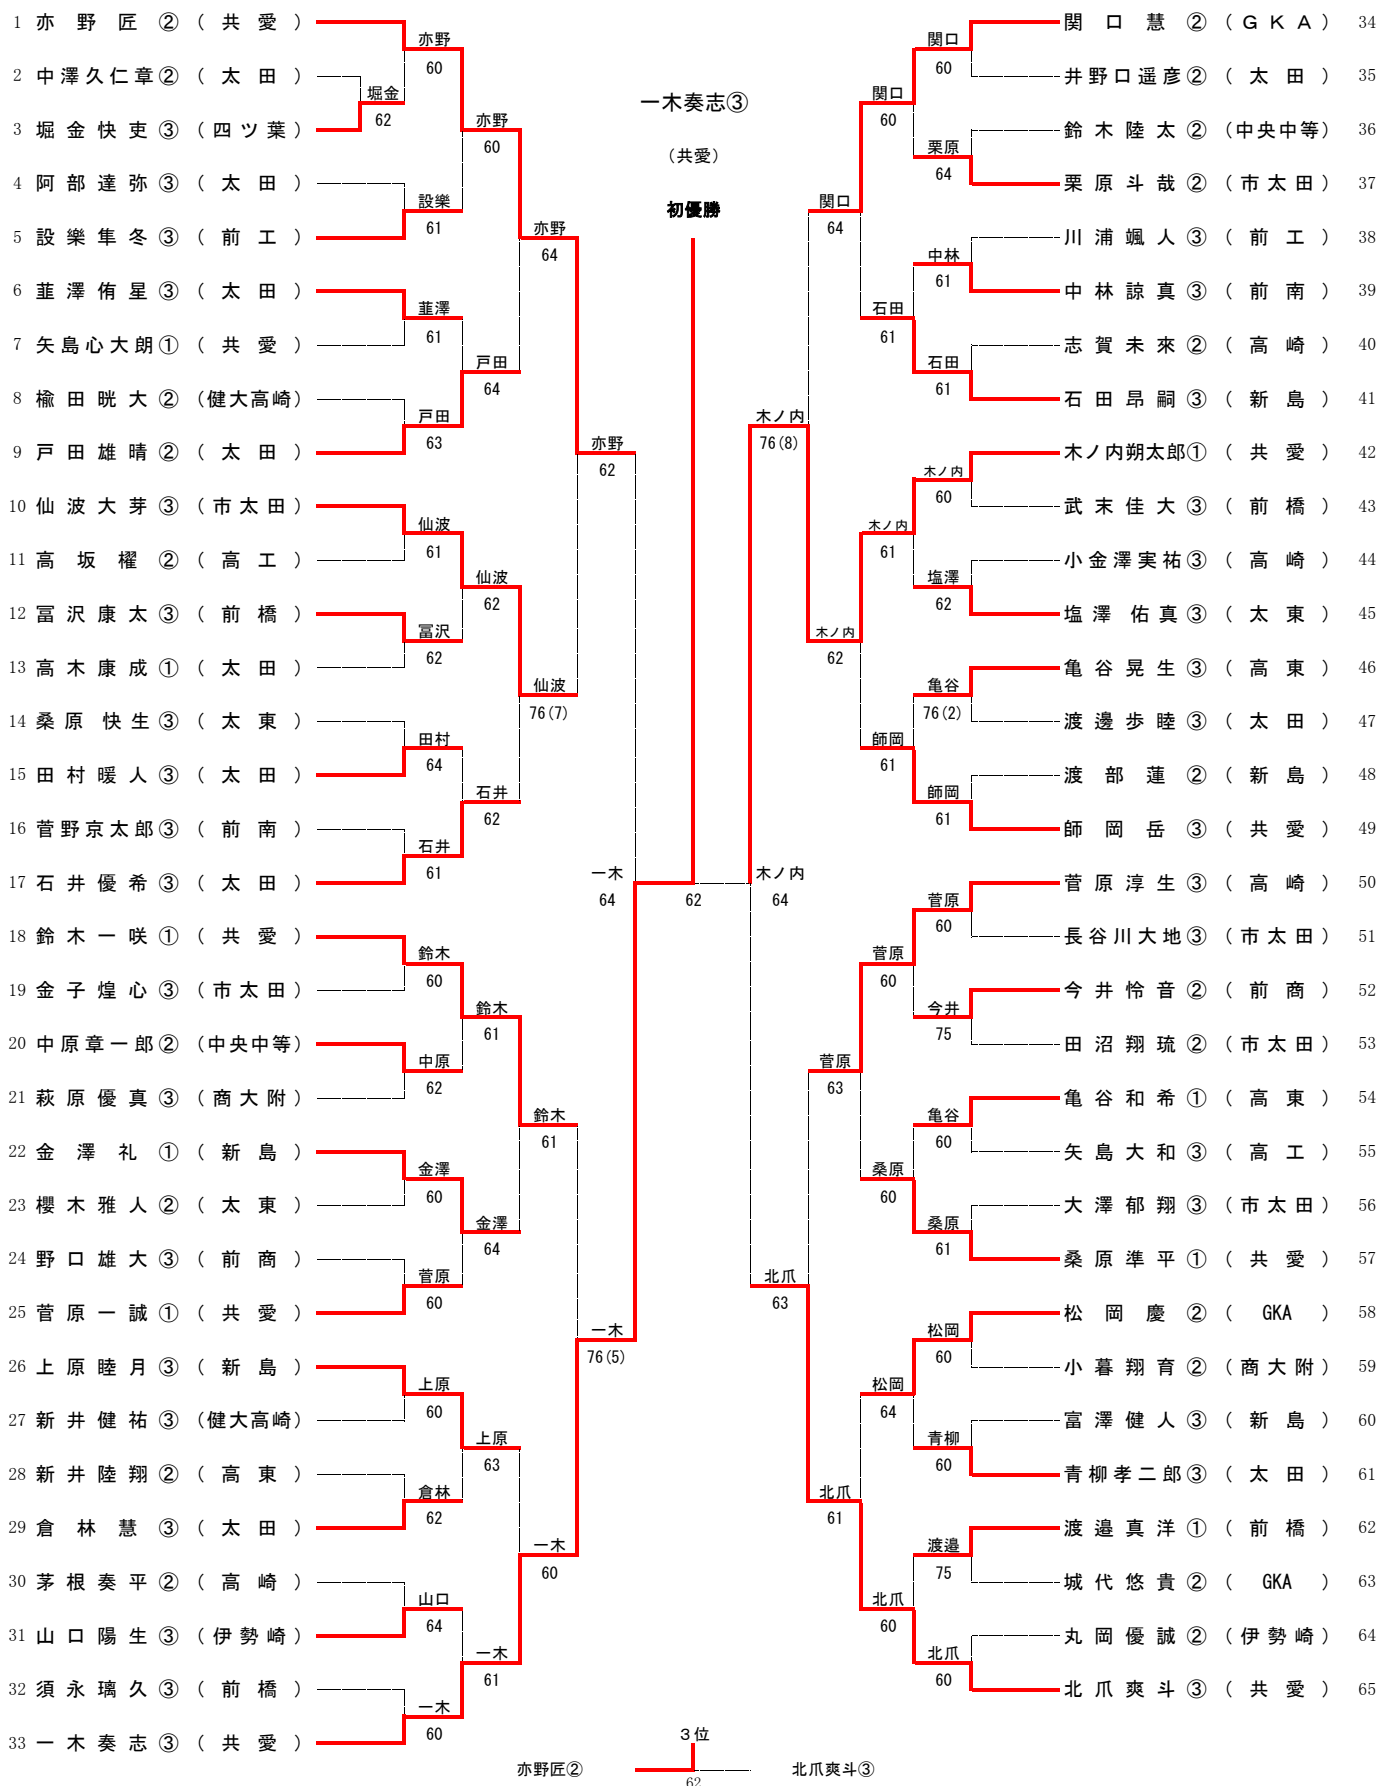 1 亦野匠② （共愛）
2 中澤久仁章② （太田）
3 堀金快吏③ （四ツ葉）
4 阿部達弥③ （太田）
5 設樂隼冬③ （前工）
6 韮澤侑星③ （太田）
7 矢島心大朗① （共愛）
8 楡田晄大② （健大高崎）
9 戸田雄晴② （太田）
10 仙波大芽③ （市太田）
11 高坂櫂② （高工）
12 冨沢康太③ （前橋）
13 高木康成① （太田）
14 桑原快生③ （太東）
15 田村暖人③ （太田）
16 菅野京太郎③ （前南）
17 石井優希③ （太田）
18 鈴木一咲① （共愛）
19 金子煌心③ （市太田）
20 中原章一郎② （中央中等）
21 萩原優真③ （商大附）
22 金澤礼① （新島）
23 櫻木雅人② （太東）
24 野口雄大③ （前商）
25 菅原一誠① （共愛）
26 上原睦月③ （新島）
27 新井健祐③ （健大高崎）
28 新井陸翔② （高東）
29 倉林慧③ （太田）
30 茅根奏平② （高崎）
31 山口陽生③ （伊勢崎）
32 須永璃久③ （前橋）
33 一木奏志③ （共愛）
堀金
62
亦野
60
設樂
61
韮澤
61
戸田
63
仙波
61
冨沢
62
田村
64
石井
61
鈴木
60
中原
62
金澤
60
菅原
60
上原
60
倉林
62
山口
64
一木
60
亦野
60
戸田
64
仙波
62
石井
62
鈴木
61
金澤
64
上原
63
一木
61
亦野
64
仙波
76(7)
鈴木
61
一木
60
亦野
62
一木
76(5)
一木
64
一木奏志③
（共愛）
初優勝
62
木ノ内
64
木ノ内
76(8)
北爪
63
関口
64
木ノ内
62
菅原
63
北爪
61
関口
60
石田
61
木ノ内
61
師岡
61
菅原
60
桑原
60
松岡
64
北爪
60
関口
60
栗原
64
中林
61
石田
61
木ノ内
60
塩澤
62
亀谷
76(2)
師岡
61
菅原
60
今井
75
亀谷
60
桑原
61
松岡
60
青柳
60
渡邉
75
北爪
60
関口慧② （GKA） 34
井野口遥彦② （太田） 35
鈴木陸太② （中央中等） 36
栗原斗哉② （市太田） 37
川浦颯人③ （前工） 38
中林諒真③ （前南） 39
志賀未來② （高崎） 40
石田昂嗣③ （新島） 41
木ノ内朔太郎① （共愛） 42
武末佳大③ （前橋） 43
小金澤実祐③ （高崎） 44
塩澤佑真③ （太東） 45
亀谷晃生③ （高東） 46
渡邊歩睦③ （太田） 47
渡部蓮② （新島） 48
師岡岳③ （共愛） 49
菅原淳生③ （高崎） 50
長谷川大地③ （市太田） 51
今井怜音② （前商） 52
田沼翔琉② （市太田） 53
亀谷和希① （高東） 54
矢島大和③ （高工） 55
大澤郁翔③ （市太田） 56
桑原準平① （共愛） 57
松岡慶② （GKA） 58
小暮翔育② （商大附） 59
富澤健人③ （新島） 60
青柳孝二郎③ （太田） 61
渡邉真洋① （前橋） 62
城代悠貴② （GKA） 63
丸岡優誠② （伊勢崎） 64
北爪爽斗③ （共愛） 65
3位
亦野匠② 北爪爽斗③
62